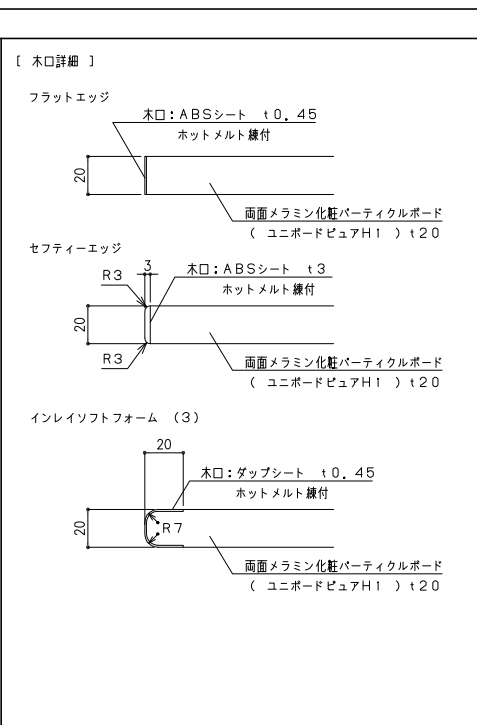 [ 木口詳細 ]
フラットエッジ
木口:ABSシート t0.45
ホットメルト練付
20
両面メラミン化粧パーティクルボード
( ユニボードピュアH1 ) t20
セフティーエッジ
R3
3
木口:ABSシート t3
ホットメルト練付
20
R3
両面メラミン化粧パーティクルボード
( ユニボードピュアH1 ) t20
インレイソフトフォーム (3)
20
木口:ダップシート t0.45
ホットメルト練付
20
R7
両面メラミン化粧パーティクルボード
( ユニボードピュアH1 ) t20